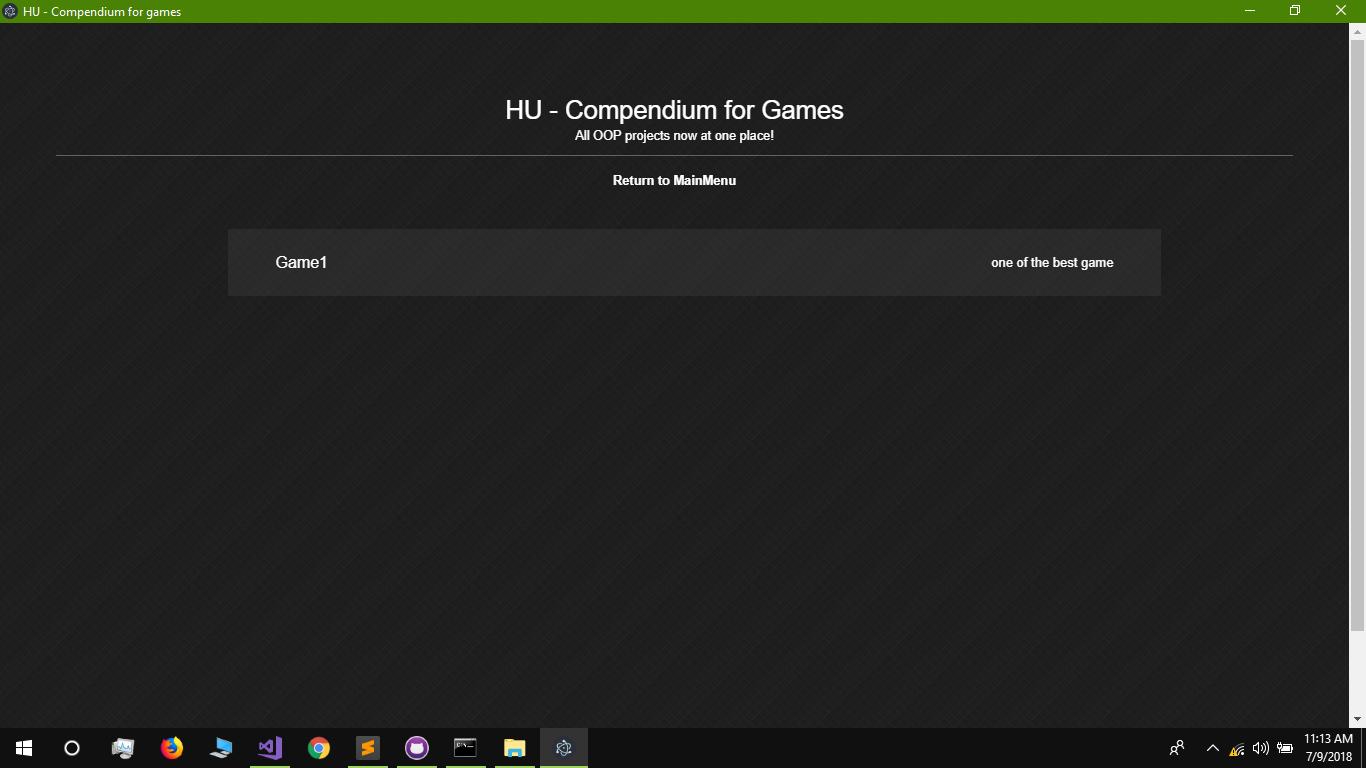 HU - Compendium for games
HU - Compendium for Games
All OOP projects now at one place!
Return to MainMenu
Game1 one of the best game
11:13 AM
7/9/2018